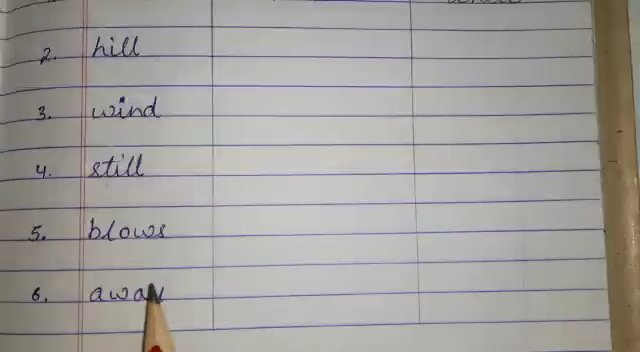 2. hill
3. wind
4. still
5. blows
6. away